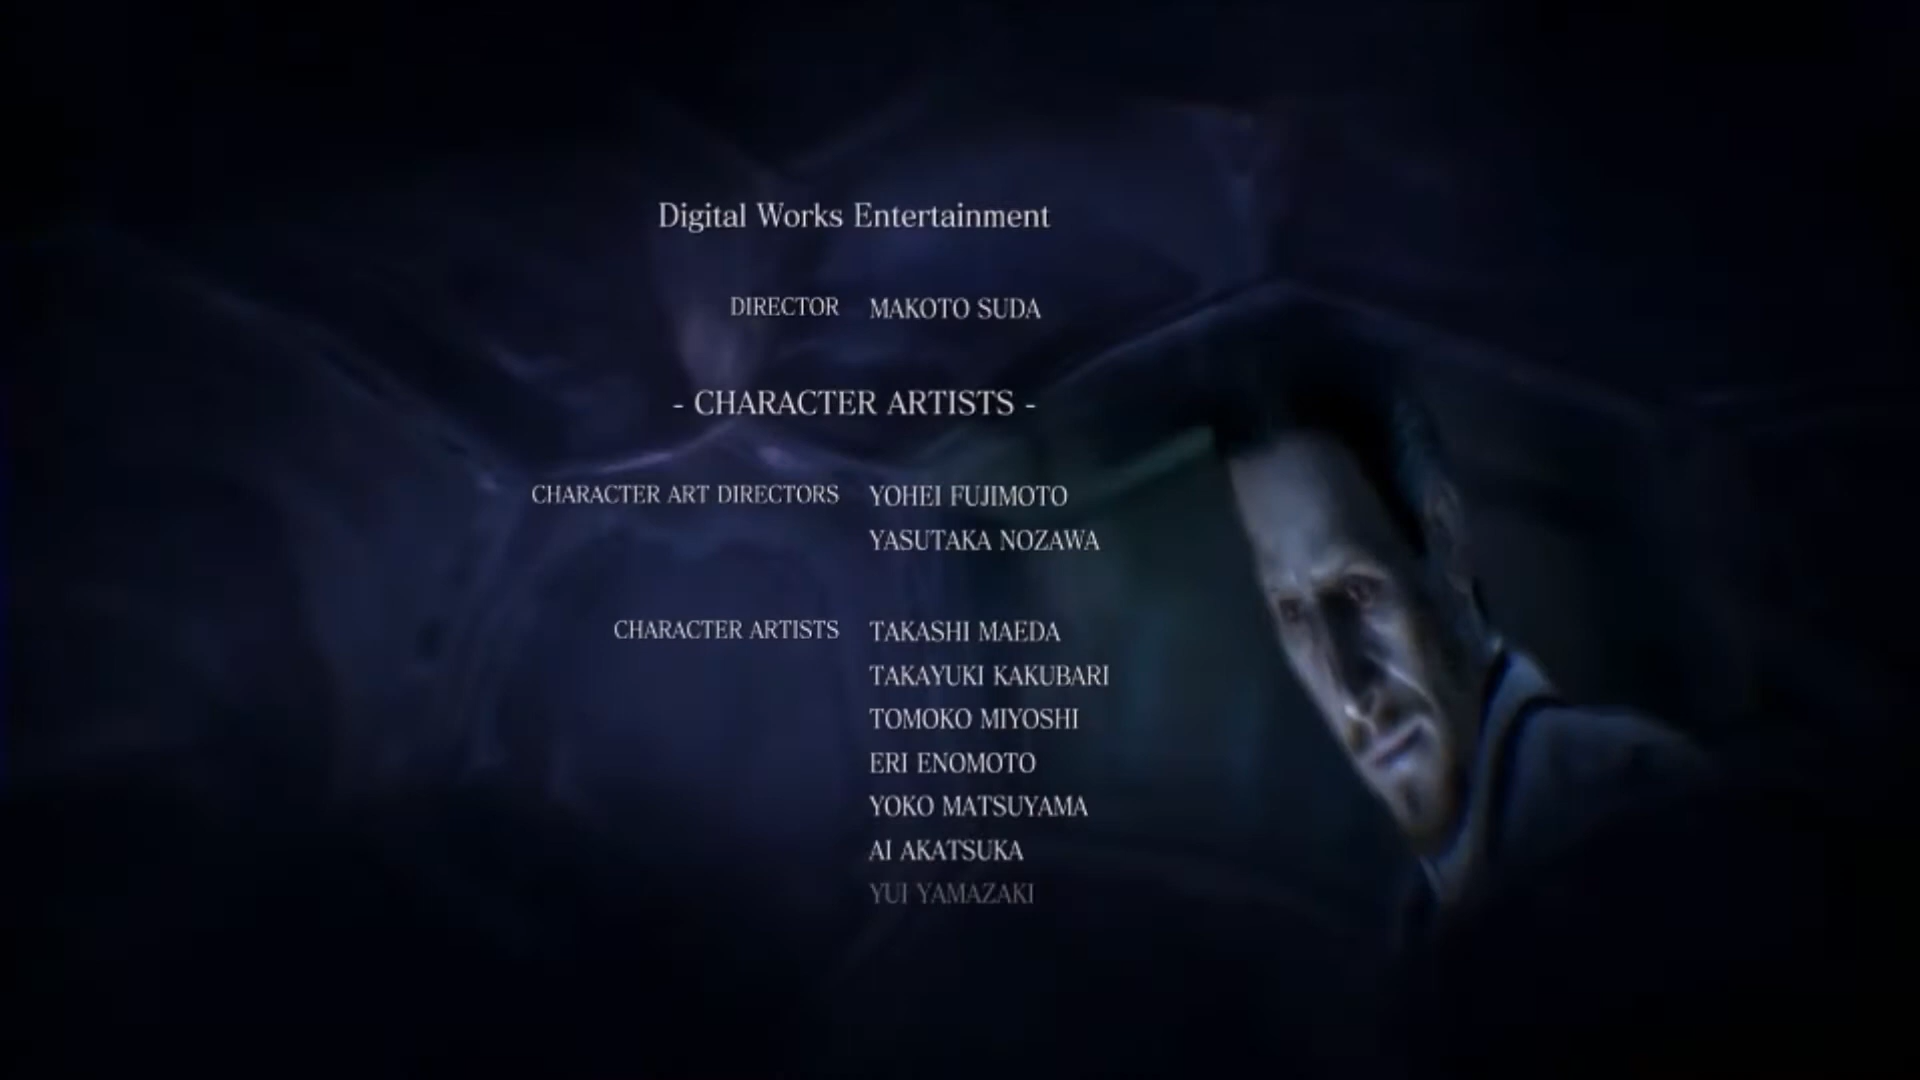 Digital Works Entertainment
DIRECTOR MAKOTO SUDA
- CHARACTER ARTISTS -
CHARACTER ART DIRECTORS YOHEI FUJIMOTO
YASUTAKA NOZAWA
CHARACTER ARTISTS TAKASHI MAEDA
TAKAYUKI KAKUBARI
TOMOKO MIYOSHI
ERI ENOMOTO
YOKO MATSUYAMA
AI AKATSUKA
YUI YAMAZAKI